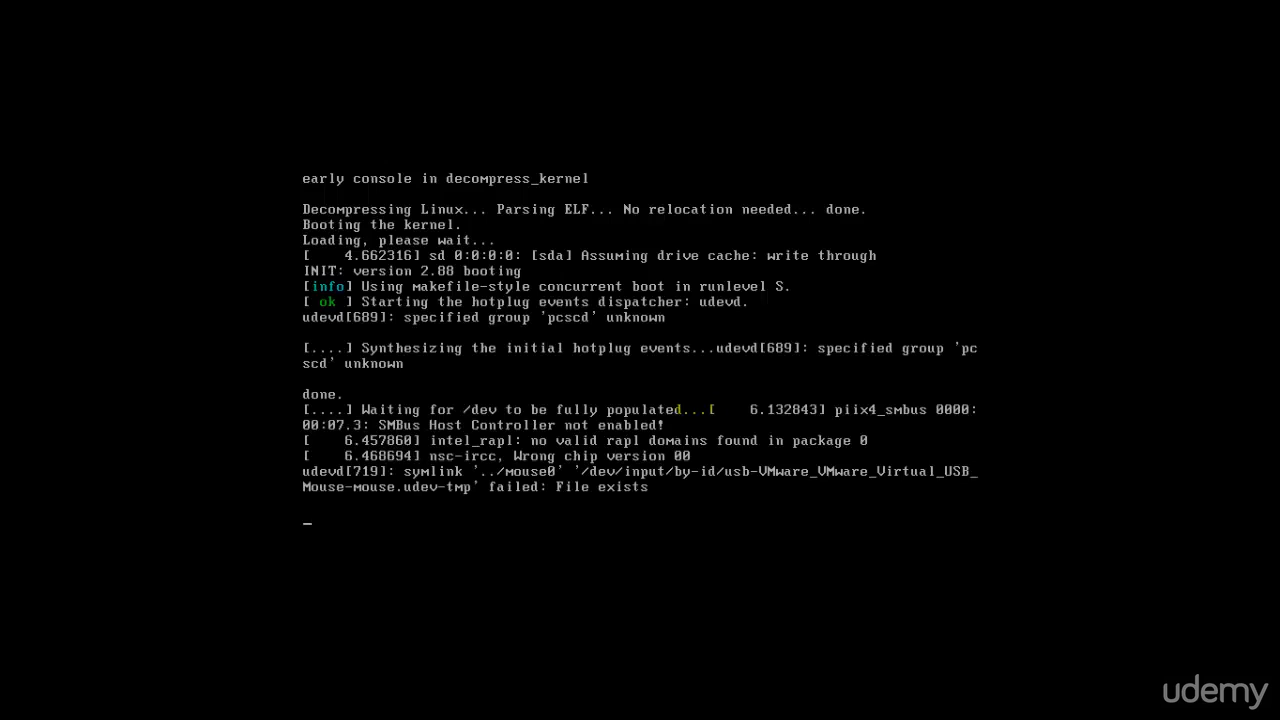 early console in decompress_kernel
Decompressing Linux... Parsing ELF... No relocation needed... done.
Booting the kernel.
Loading, please wait...
[    4.662316] sd 0:0:0:0: [sda] Assuming drive cache: write through
INIT: version 2.88 booting
[info] Using makefile-style concurrent boot in runlevel S.
[ ok ] Starting the hotplug events dispatcher: udevd.
udevd[689]: specified group 'pcscd' unknown
[....] Synthesizing the initial hotplug events...udevd[689]: specified group 'pc
scd' unknown
done.
[....] Waiting for /dev to be fully populated...[    6.132843] piix4_smbus 0000:
00:07.3: SMBus Host Controller not enabled!
[    6.457860] intel_rapl: no valid rapl domains found in package 0
[    6.468694] nsc-ircc, Wrong chip version 00
udevd[719]: symlink '../mouse0' '/dev/input/by-id/usb-VMware_VMware_Virtual_USB_
Mouse-mouse.udev-tmp' failed: File exists
_
udemy